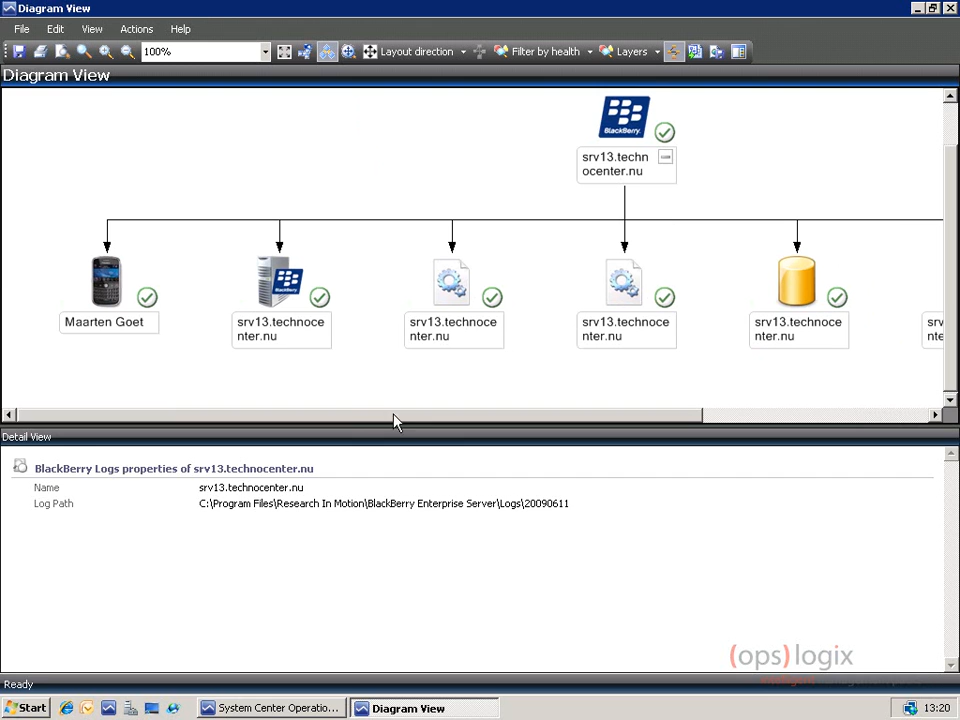 Diagram View
File Edit View Actions Help
100% Layout direction Filter by health Layers
Diagram View
BlackBerry.
srv13.techn
ocenter.nu
Maarten Goet
srv13.technoce
nter.nu
srv13.technoce
nter.nu
srv13.technoce
nter.nu
srv13.technoce
nter.nu
Detail View
BlackBerry Logs properties of srv13.technocenter.nu
Name srv13.technocenter.nu
Log Path C:\Program Files\Research In Motion\BlackBerry Enterprise Server\Logs\20090611
(ops)logix
Ready
Start System Center Operatio... Diagram View 13:20